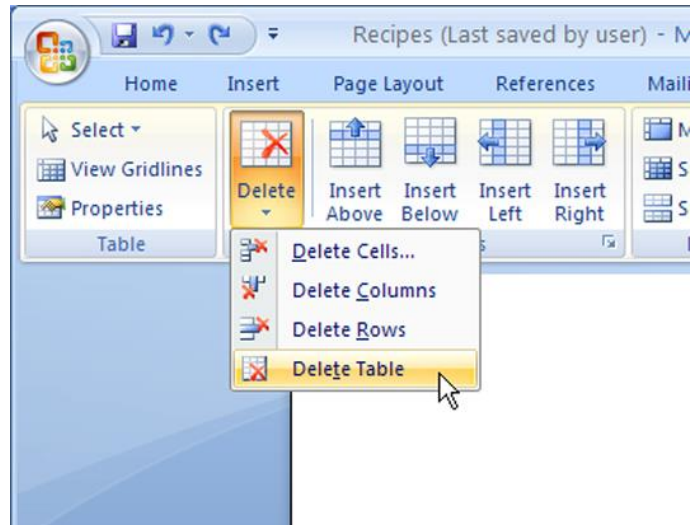 Recipes (Last saved by user) - M
Home Insert Page Layout References Maili
Select
View Gridlines
Properties
Table
Delete
Insert Above
Insert Below
Insert Left
Insert Right
M
S
S
s
Delete Cells...
Delete Columns
Delete Rows
Delete Table